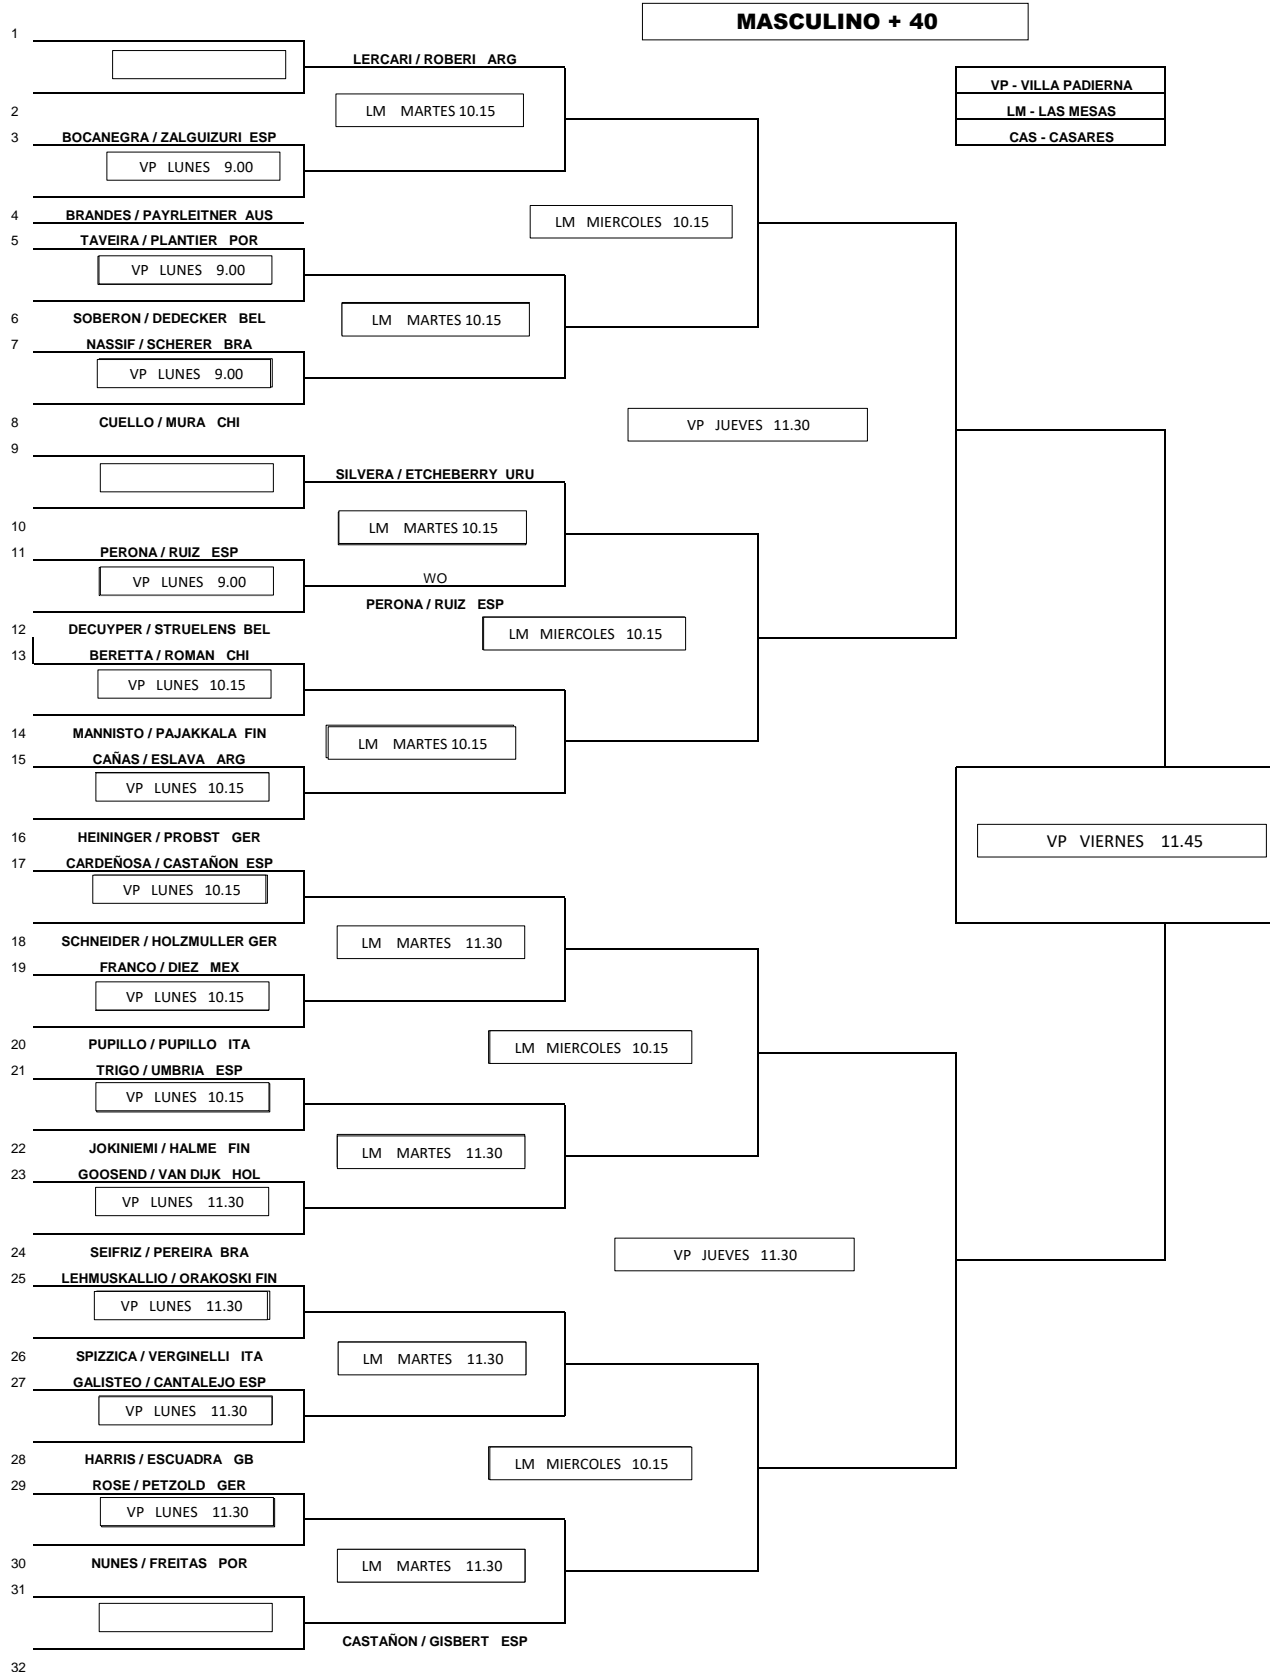 MASCULINO + 40
1
LERCARI / ROBERI ARG
VP - VILLA PADIERNA
2
LM MARTES 10.15
LM - LAS MESAS
3 BOCANEGRA / ZALGUIZURI ESP
CAS - CASARES
VP LUNES 9.00
4 BRANDES / PAYRLEITNER AUS
LM MIERCOLES 10.15
5 TAVEIRA / PLANTIER POR
VP LUNES 9.00
6 SOBERON / DEDECKER BEL
LM MARTES 10.15
7 NASSIF / SCHERER BRA
VP LUNES 9.00
8 CUELLO / MURA CHI
VP JUEVES 11.30
9
SILVERA / ETCHEBERRY URU
10
LM MARTES 10.15
11 PERONA / RUIZ ESP
VP LUNES 9.00
WO
PERONA / RUIZ ESP
12 DECUYPER / STRUELENS BEL
LM MIERCOLES 10.15
13 BERETTA / ROMAN CHI
VP LUNES 10.15
14 MANNISTO / PAJAKKALA FIN
LM MARTES 10.15
15 CAÑAS / ESLAVA ARG
VP LUNES 10.15
16 HEININGER / PROBST GER
VP VIERNES 11.45
17 CARDEÑOSA / CASTAÑON ESP
VP LUNES 10.15
18 SCHNEIDER / HOLZMULLER GER
LM MARTES 11.30
19 FRANCO / DIEZ MEX
VP LUNES 10.15
20 PUPILLO / PUPILLO ITA
LM MIERCOLES 10.15
21 TRIGO / UMBRIA ESP
VP LUNES 10.15
22 JOKINIEMI / HALME FIN
LM MARTES 11.30
23 GOOSEND / VAN DIJK HOL
VP LUNES 11.30
24 SEIFRIZ / PEREIRA BRA
VP JUEVES 11.30
25 LEHMUSKALLIO / ORAKOSKI FIN
VP LUNES 11.30
26 SPIZZICA / VERGINELLI ITA
LM MARTES 11.30
27 GALISTEO / CANTALEJO ESP
VP LUNES 11.30
28 HARRIS / ESCUADRA GB
LM MIERCOLES 10.15
29 ROSE / PETZOLD GER
VP LUNES 11.30
30 NUNES / FREITAS POR
LM MARTES 11.30
31
CASTAÑON / GISBERT ESP
32